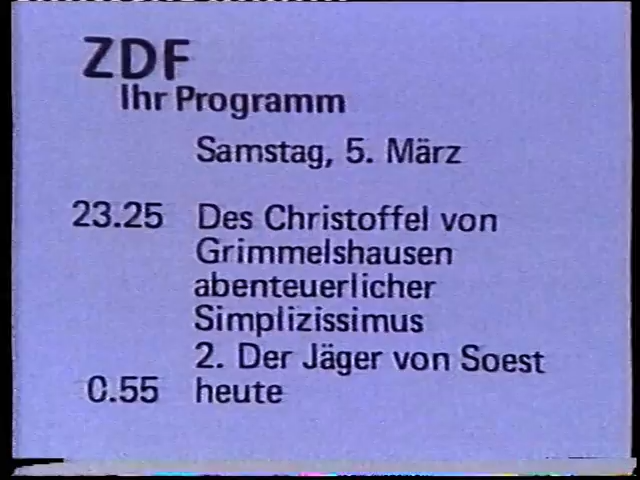 ZDF
Ihr Programm
Samstag, 5. März
23.25 Des Christoffel von
Grimmelshausen
abenteuerlicher
Simplizissimus
2. Der Jäger von Soest
0.55 heute